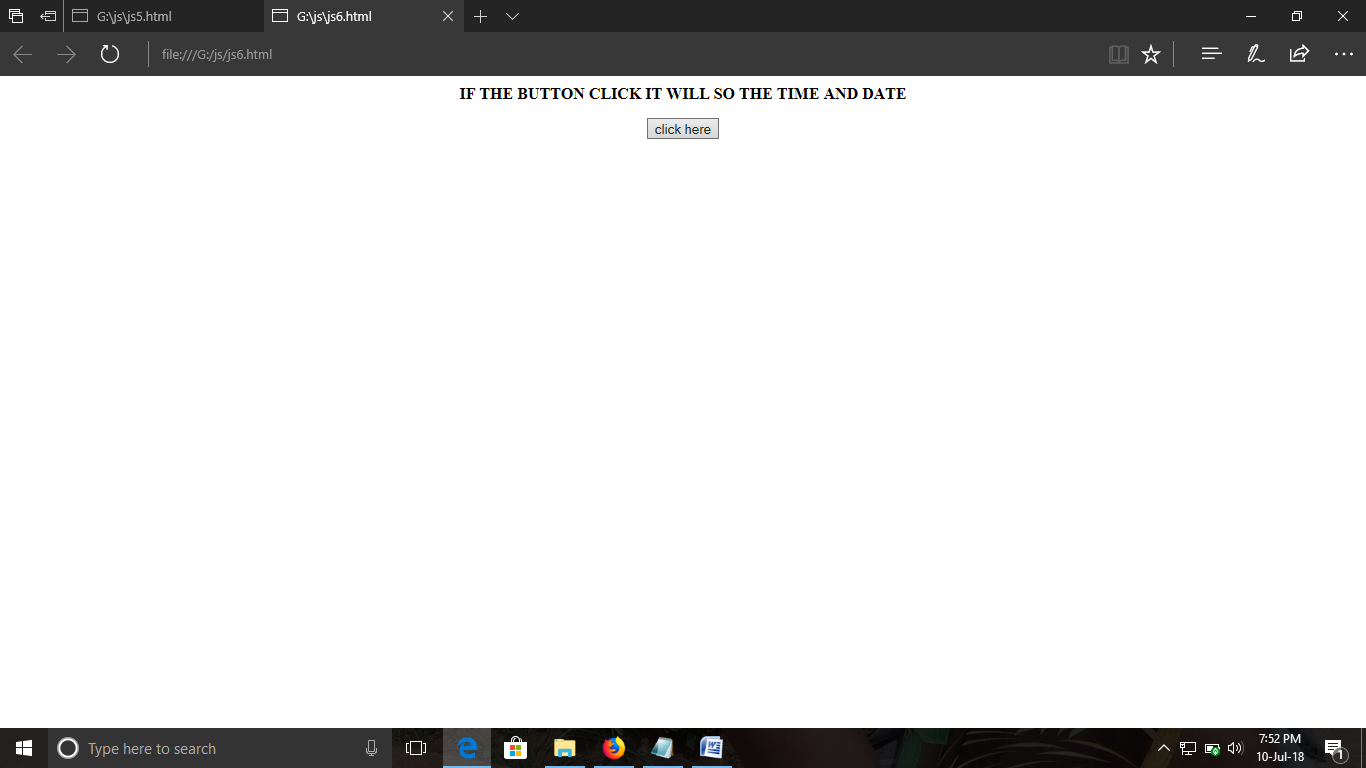 G:\js\js5.html
G:\js\js6.html
file:///G:/js/js6.html
IF THE BUTTON CLICK IT WILL SO THE TIME AND DATE
click here
Type here to search
7:52 PM
10-Jul-18
1